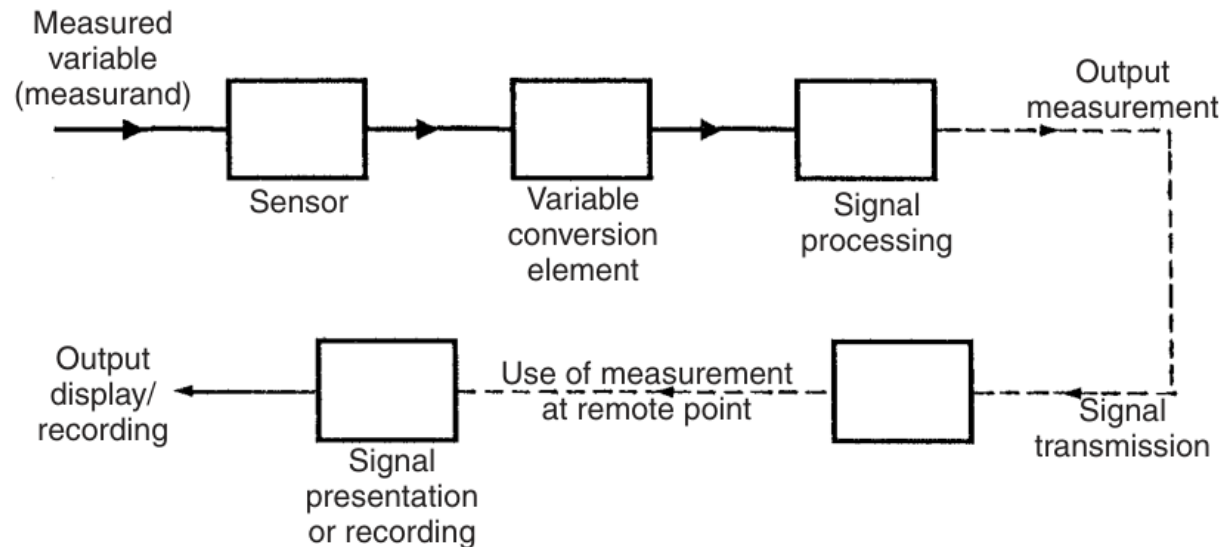 Measured
variable
(measurand)
Sensor
Variable
conversion
element
Signal
processing
Output
measurement
Output
display/
recording
Signal
presentation
or recording
Use of measurement
at remote point
Signal
transmission